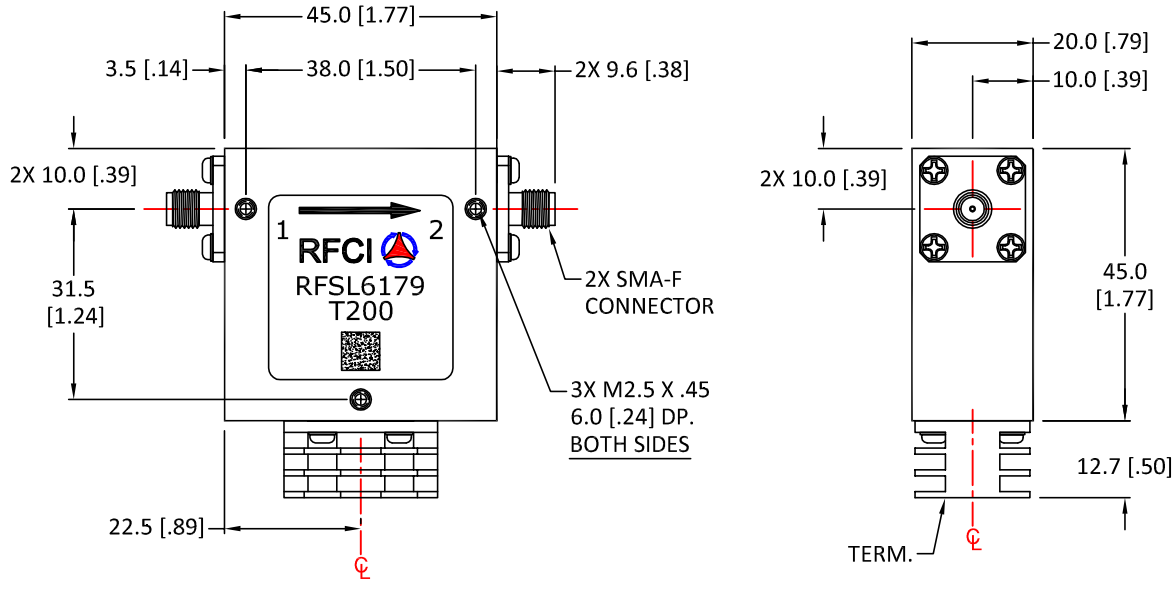 45.0 [1.77]
3.5 [.14]
38.0 [1.50]
2X 9.6 [.38]
2X 10.0 [.39]
31.5
[1.24]
1
2
RFCI
RFSL6179
T200
2X SMA-F
CONNECTOR
3X M2.5 X .45
6.0 [.24] DP.
BOTH SIDES
22.5 [.89]
CL
20.0 [.79]
10.0 [.39]
2X 10.0 [.39]
45.0
[1.77]
12.7 [.50]
TERM.
CL